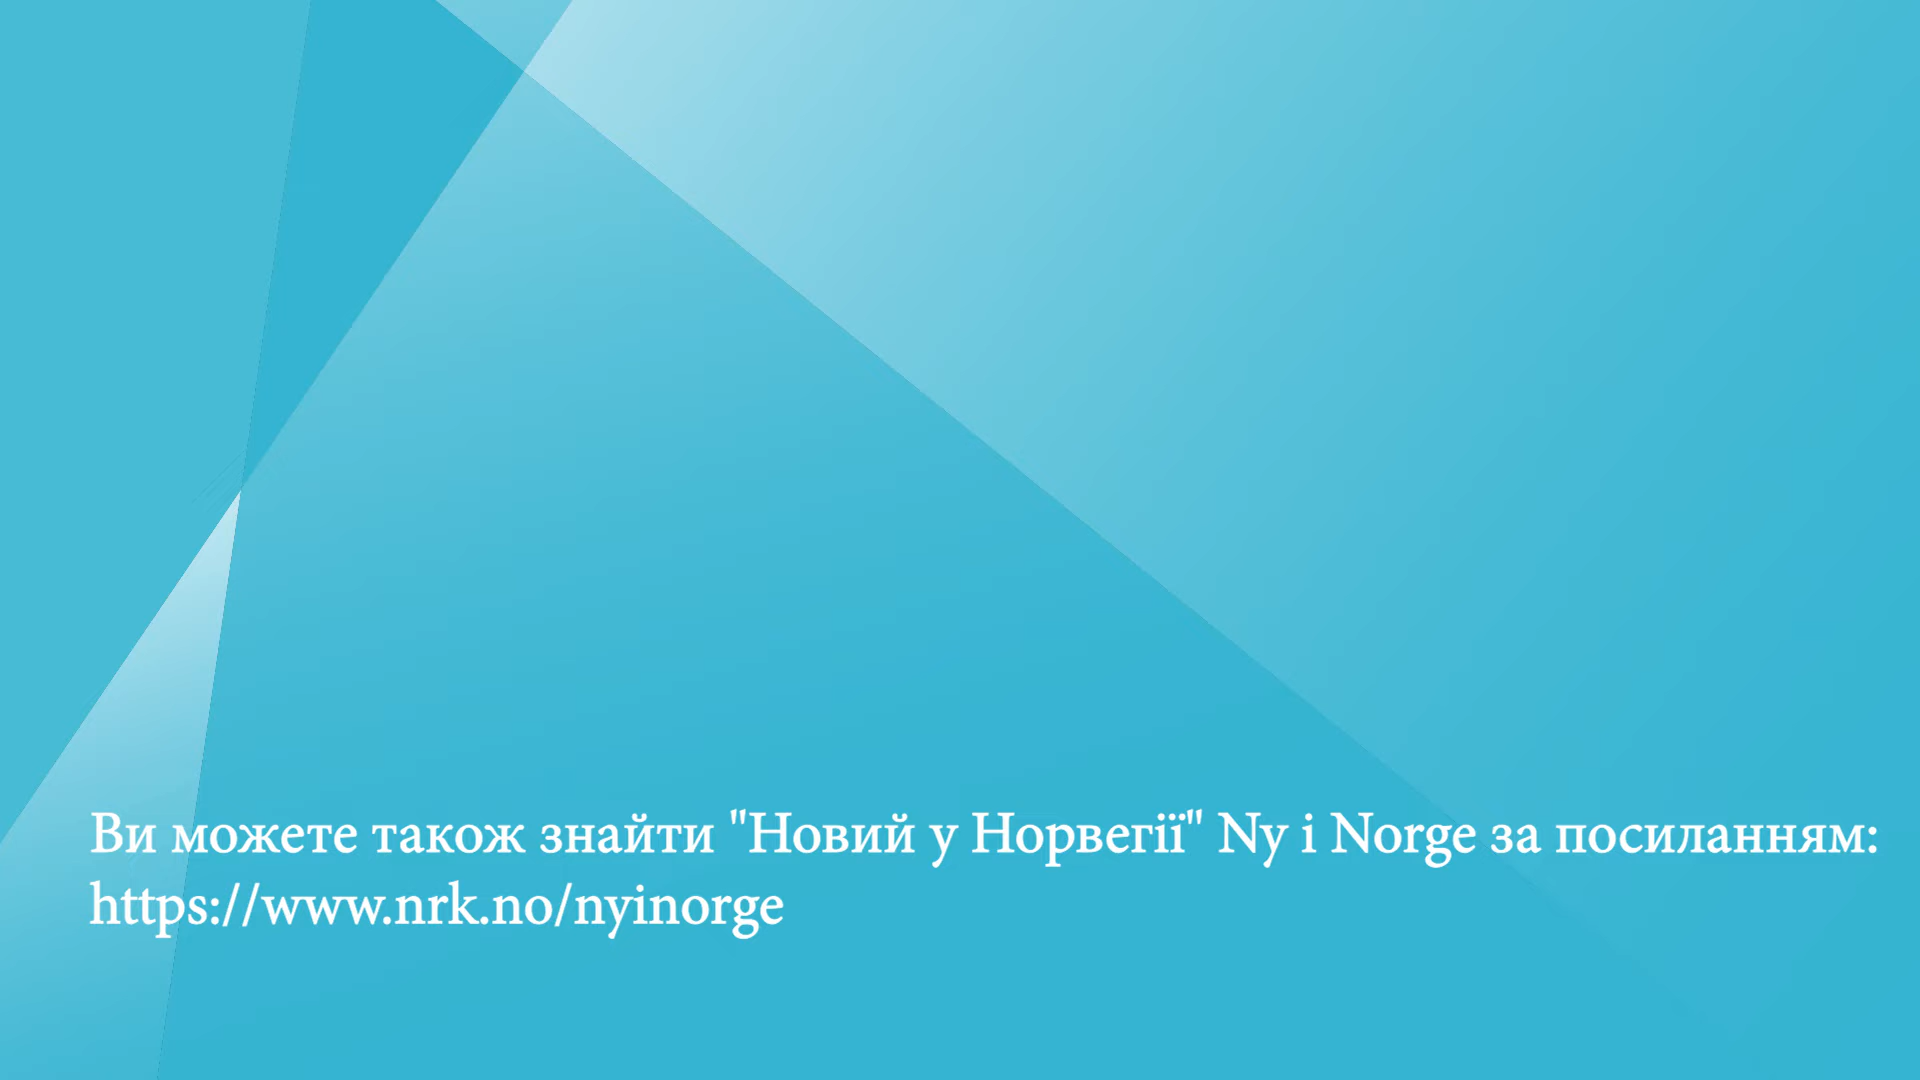 Ви можете також знайти "Новий у Норвегії" Ny i Norge за посиланням:
https://www.nrk.no/nyinorge